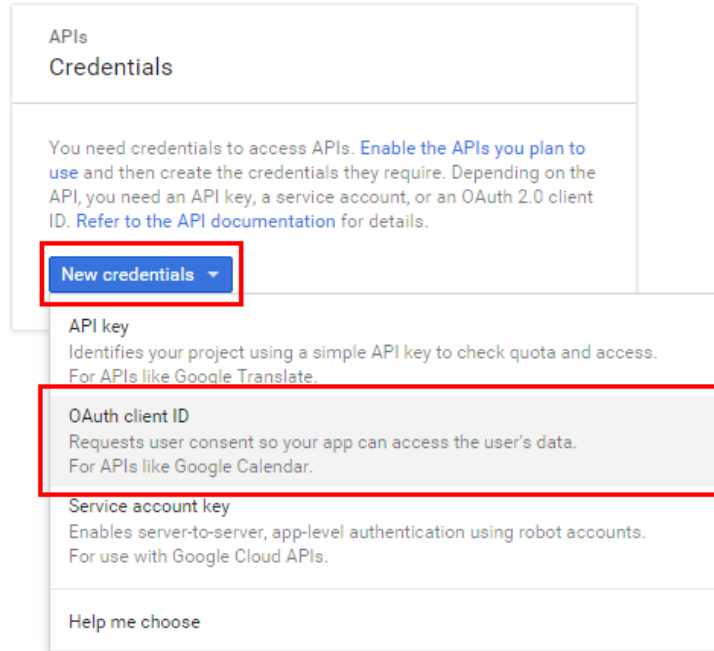 APIs
Credentials
You need credentials to access APIs. Enable the APIs you plan to
use and then create the credentials they require. Depending on the
API, you need an API key, a service account, or an OAuth 2.0 client
ID. Refer to the API documentation for details.
New credentials
API key
Identifies your project using a simple API key to check quota and access.
For APIs like Google Translate.
OAuth client ID
Requests user consent so your app can access the user's data.
For APIs like Google Calendar.
Service account key
Enables server-to-server, app-level authentication using robot accounts.
For use with Google Cloud APIs.
Help me choose